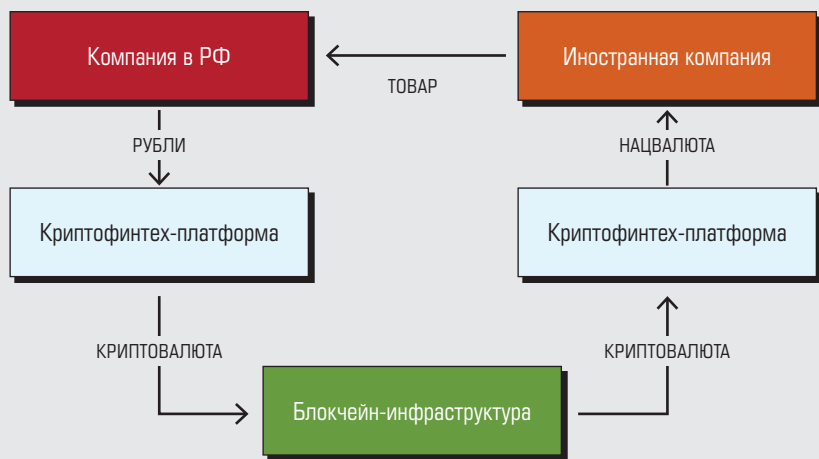 Компания в РФ
Иностранная компания
ТОВАР
РУБЛИ
НАЦВАЛЮТА
Криптофинтех-платформа
Криптофинтех-платформа
КРИПТОВАЛЮТА
КРИПТОВАЛЮТА
Блокчейн-инфраструктура